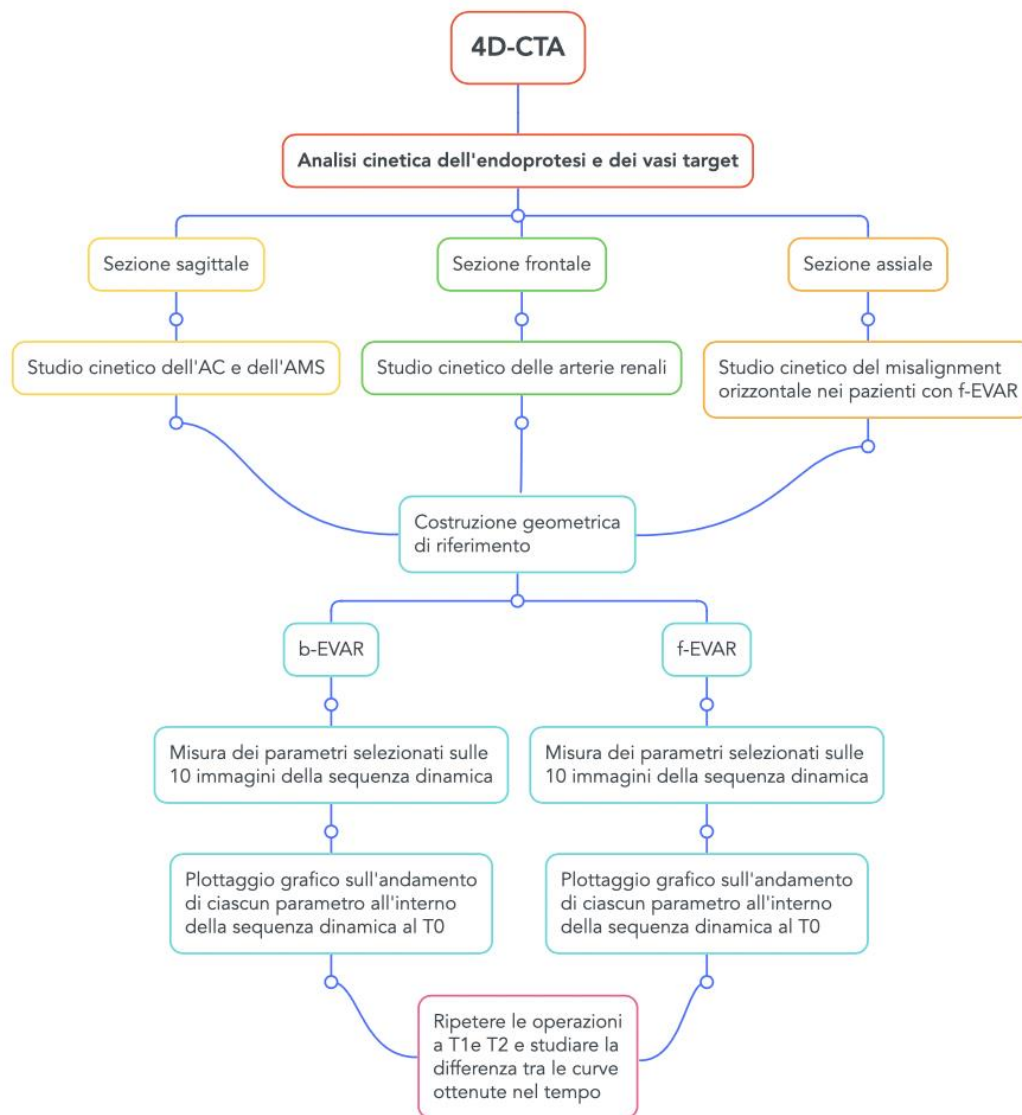 4D-CTA
Analisi cinetica dell'endoprotesi e dei vasi target
Sezione sagittale
Sezione frontale
Sezione assiale
Studio cinetico dell'AC e dell'AMS
Studio cinetico delle arterie renali
Studio cinetico del misalignment
orizzontale nei pazienti con f-EVAR
Costruzione geometrica
di riferimento
b-EVAR
f-EVAR
Misura dei parametri selezionati sulle
10 immagini della sequenza dinamica
Misura dei parametri selezionati sulle
10 immagini della sequenza dinamica
Plottaggio grafico sull'andamento
di ciascun parametro all'interno
della sequenza dinamica al T0
Plottaggio grafico sull'andamento
di ciascun parametro all'interno
della sequenza dinamica al T0
Ripetere le operazioni
a T1e T2 e studiare la
differenza tra le curve
ottenute nel tempo